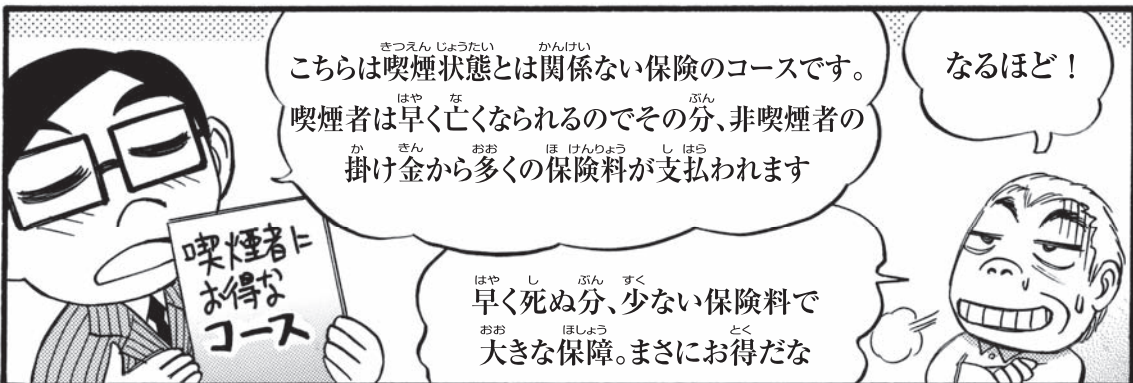 こちらは喫煙状態とは関係ない保険のコースです。
喫煙者は早く亡くなられるのでその分、非喫煙者の
掛け金から多くの保険料が支払われます
なるほど！
喫煙者に
お得な
コース
早く死ぬ分、少ない保険料で
大きな保障。まさにお得だな